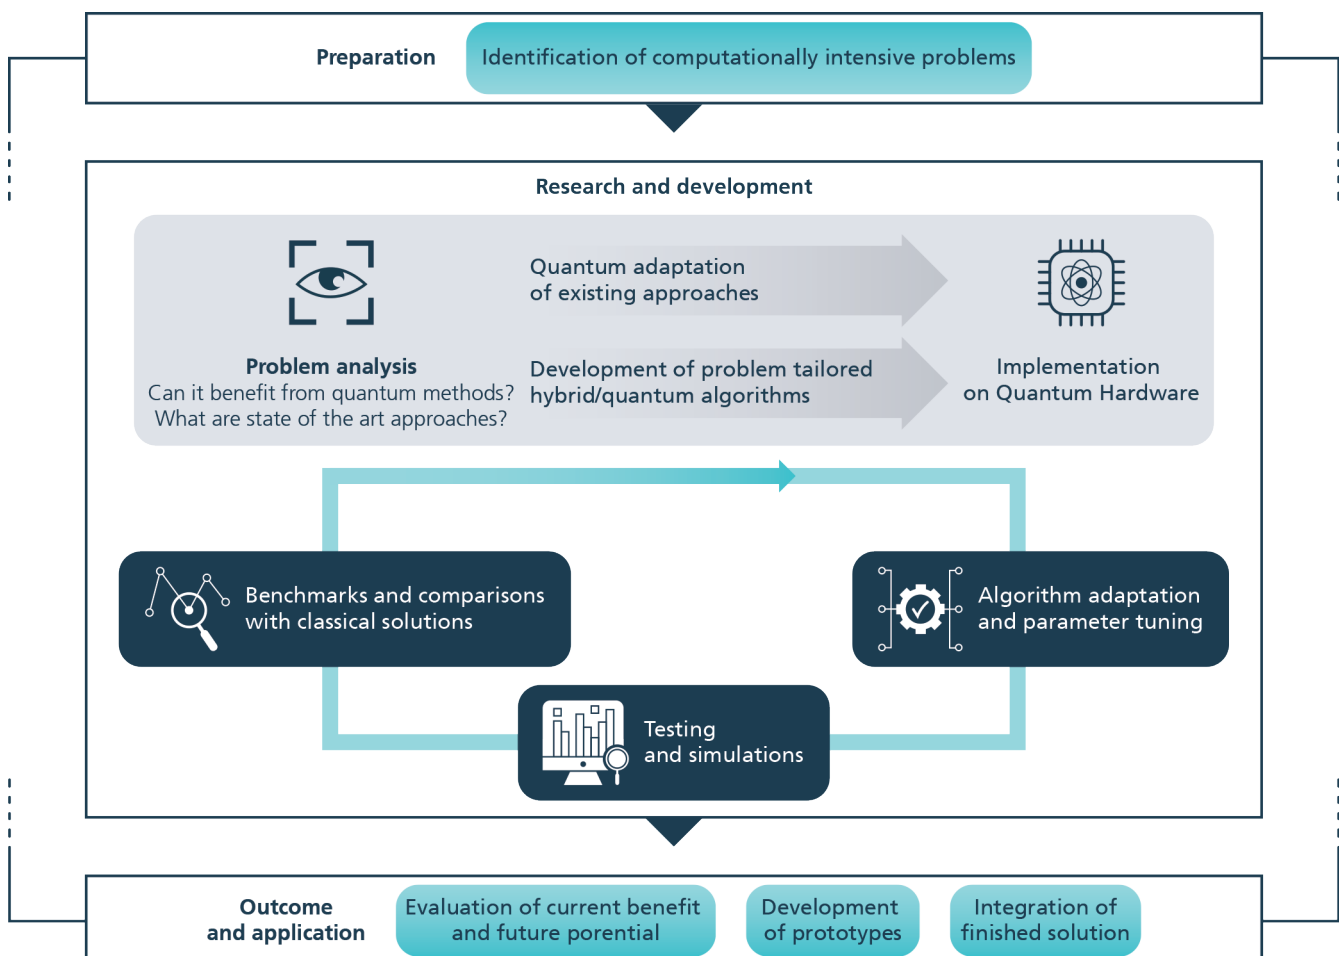 Preparation
Identification of computationally intensive problems
Research and development
Quantum adaptation
of existing approaches
Problem analysis
Can it benefit from quantum methods?
What are state of the art approaches?
Development of problem tailored
hybrid/quantum algorithms
Implementation
on Quantum Hardware
Benchmarks and comparisons
with classical solutions
Algorithm adaptation
and parameter tuning
Testing
and simulations
Outcome
and application
Evaluation of current benefit
and future porential
Development
of prototypes
Integration of
finished solution